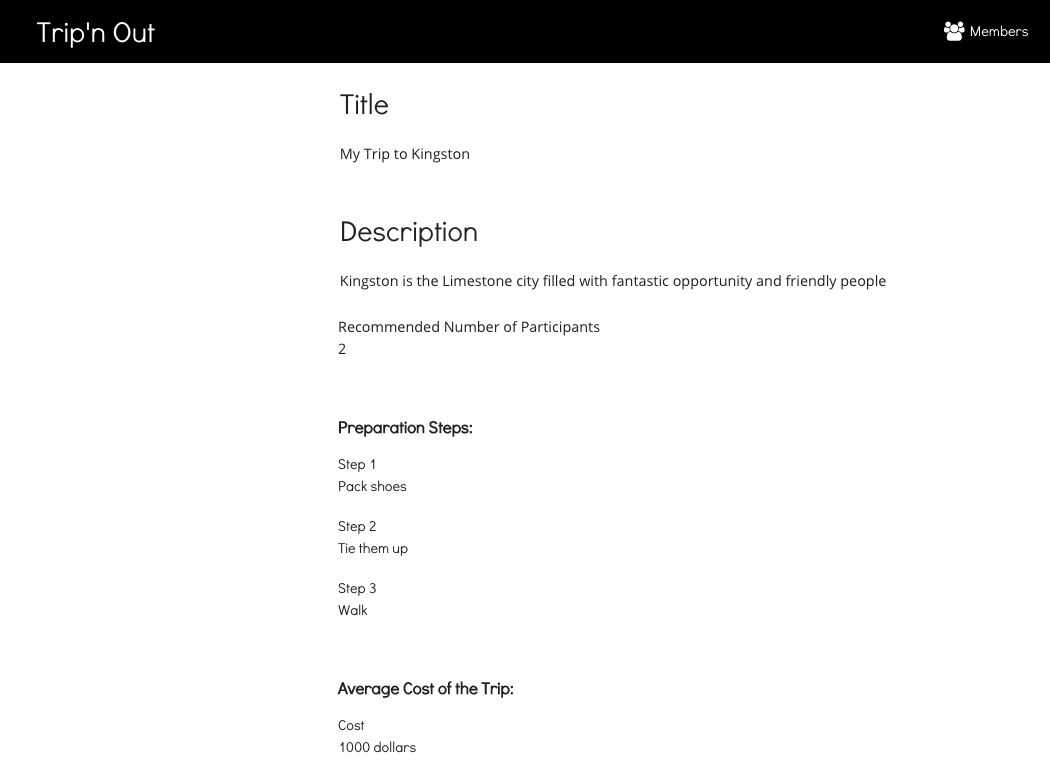 Trip'n Out
Members
Title
My Trip to Kingston
Description
Kingston is the Limestone city filled with fantastic opportunity and friendly people
Recommended Number of Participants
2
Preparation Steps:
Step 1
Pack shoes
Step 2
Tie them up
Step 3
Walk
Average Cost of the Trip:
Cost
1000 dollars